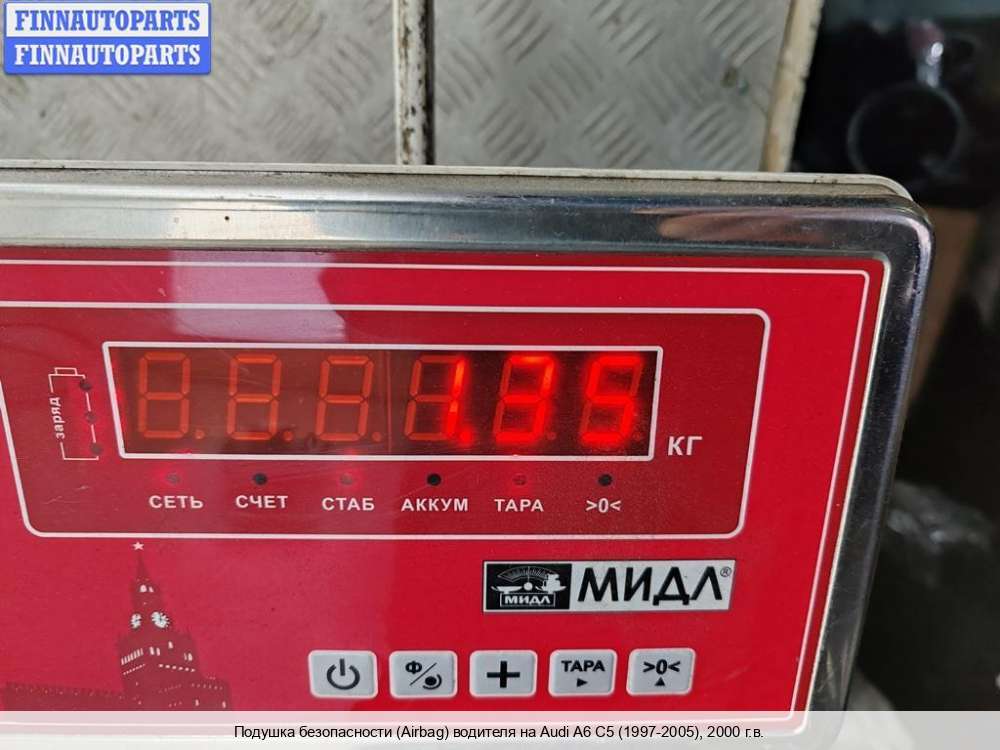 FINNAUTOPARTS
FINNAUTOPARTS
заряд
1.35
КГ
СЕТЬ СЧЕТ СТАБ АККУМ ТАРА >0<
МИДЛ МИДЛ®
Ф ТАРА >0<
Подушка безопасности (Airbag) водителя на Audi A6 C5 (1997-2005), 2000 г.в.